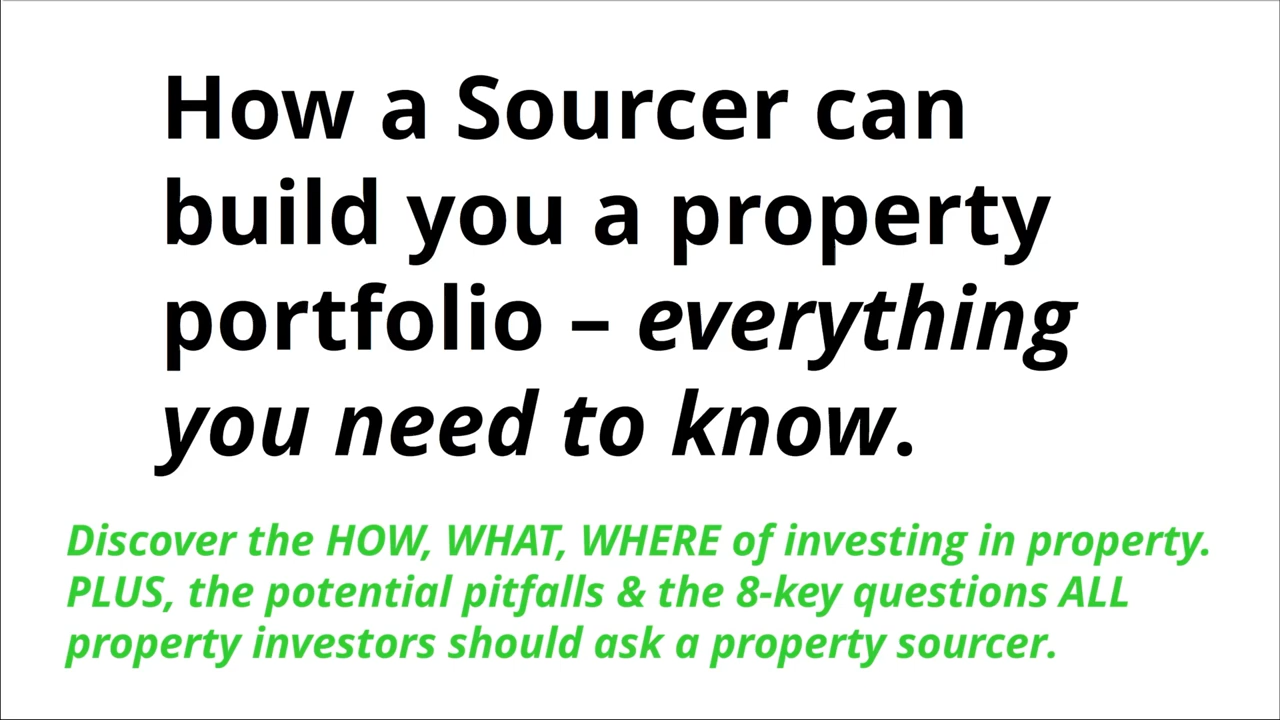 How a Sourcer can
build you a property
portfolio – everything
you need to know.
Discover the HOW, WHAT, WHERE of investing in property.
PLUS, the potential pitfalls & the 8-key questions ALL
property investors should ask a property sourcer.